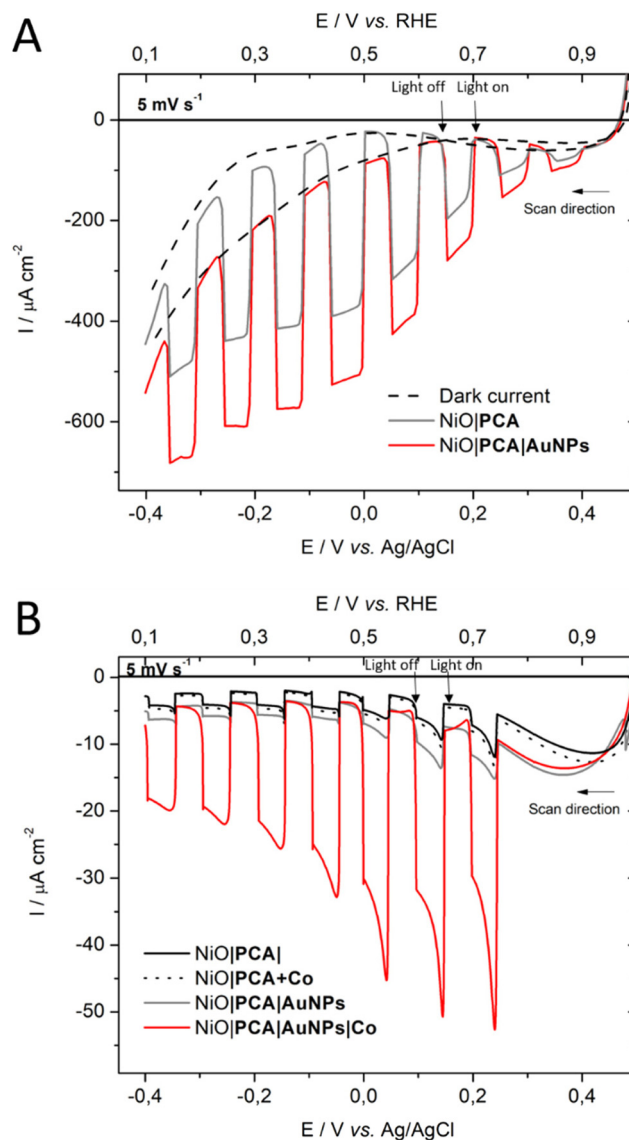 A
E / V vs. RHE
0,1 0,3 0,5 0,7 0,9
5 mV s-1
Light off Light on
0
-200
-400
-600
I / μA cm-2
Scan direction
Dark current
NiO|PCA
NiO|PCA|AuNPs
-0,4 -0,2 0,0 0,2 0,4
E / V vs. Ag/AgCl
B
E / V vs. RHE
0,1 0,3 0,5 0,7 0,9
5 mV s-1
Light off Light on
0
-10
-20
-30
-40
-50
I / μA cm-2
Scan direction
NiO|PCA|
NiO|PCA+Co
NiO|PCA|AuNPs
NiO|PCA|AuNPs|Co
-0,4 -0,2 0,0 0,2 0,4
E / V vs. Ag/AgCl